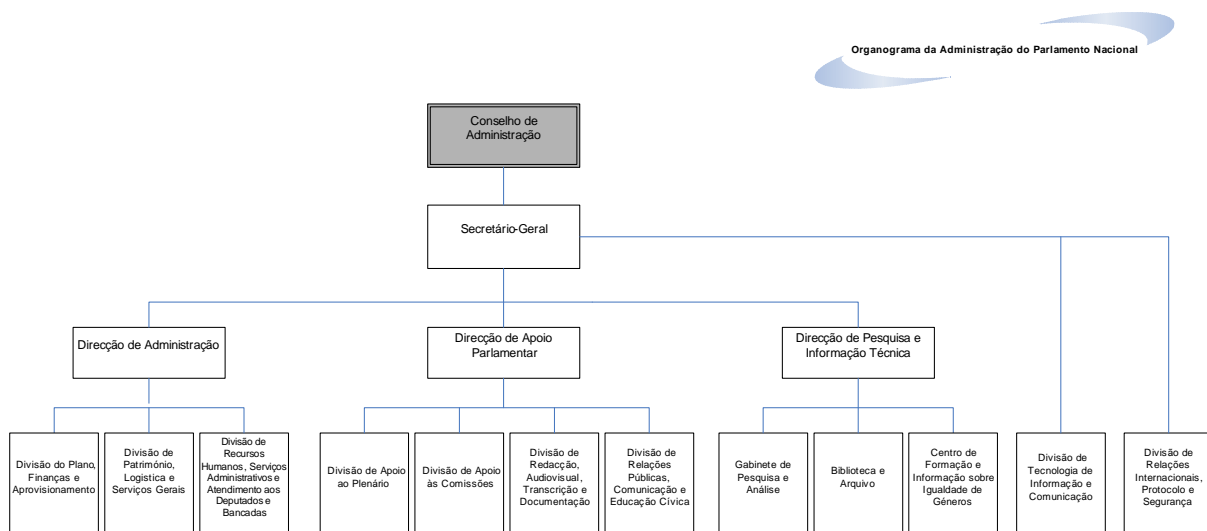 Organograma da Administração do Parlamento Nacional
Conselho de
Administração
Secretário-Geral
Direcção de Administração
Direcção de Apoio
Parlamentar
Direcção de Pesquisa e
Informação Técnica
Divisão do Plano,
Finanças e
Aprovisionamento
Divisão de
Património,
Logistica e
Serviços Gerais
Divisão de
Recursos
Humanos, Serviços
Administrativos e
Atendimento aos
Deputados e
Bancadas
Divisão de Apoio
ao Plenário
Divisão de Apoio
às Comissões
Divisão de
Redacção,
Audiovisual,
Transcrição e
Documentação
Divisão de
Relações
Públicas,
Comunicação e
Educação Cívica
Gabinete de
Pesquisa e
Análise
Biblioteca e
Arquivo
Centro de
Formação e
Informação sobre
Igualdade de
Géneros
Divisão de
Tecnologia de
Informação e
Comunicação
Divisão de
Relações
Internacionais,
Protocolo e
Segurança